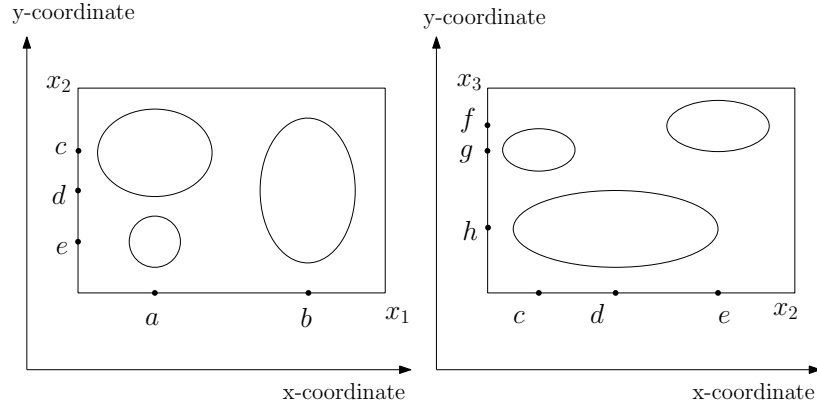 y-coordinate
x2
c
d
e
a
b
x1
x-coordinate
y-coordinate
x3
f
g
h
c
d
e
x2
x-coordinate